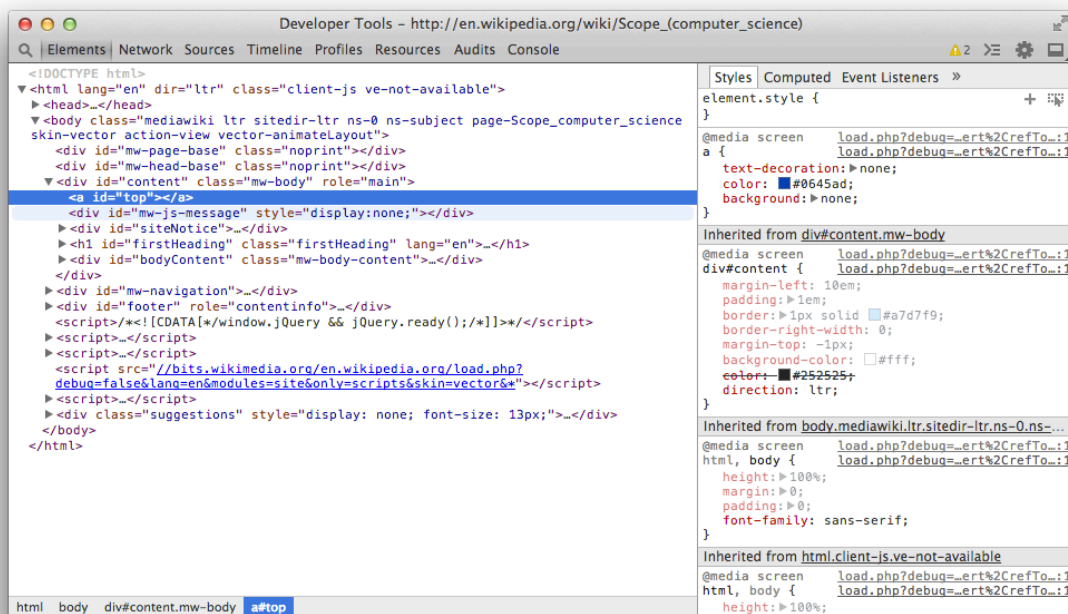 Developer Tools - http://en.wikipedia.org/wiki/Scope_(computer_science)
Elements Network Sources Timeline Profiles Resources Audits Console 2
<!DOCTYPE html>
<html lang="en" dir="ltr" class="client-js ve-not-available">
<head>…</head>
<body class="mediawiki ltr sitedir-ltr ns-0 ns-subject page-Scope_computer_science
skin-vector action-view vector-animateLayout">
<div id="mw-page-base" class="noprint"></div>
<div id="mw-head-base" class="noprint"></div>
<div id="content" class="mw-body" role="main">
<a id="top"></a>
<div id="mw-js-message" style="display:none;"></div>
<div id="siteNotice">…</div>
<h1 id="firstHeading" class="firstHeading" lang="en">…</h1>
<div id="bodyContent" class="mw-body-content">…</div>
</div>
<div id="mw-navigation">…</div>
<div id="footer" role="contentinfo">…</div>
<script>/*<![CDATA[*/window.jQuery && jQuery.ready();/*]]>*/</script>
<script>…</script>
<script>…</script>
<script src="//bits.wikimedia.org/en.wikipedia.org/load.php?
debug=false&lang=en&modules=site&only=scripts&skin=vector&*"></script>
<script>…</script>
<div class="suggestions" style="display: none; font-size: 13px;">…</div>
</body>
</html>
html body div#content.mw-body a#top
Styles Computed Event Listeners »
element.style {
}
@media screen load.php?debug=…ert%2CrefTo…:1
a { load.php?debug=…ert%2CrefTo…:1
text-decoration: none;
color: #0645ad;
background: none;
}
Inherited from div#content.mw-body
@media screen load.php?debug=…ert%2CrefTo…:1
div#content { load.php?debug=…ert%2CrefTo…:1
margin-left: 10em;
padding: 1em;
border: 1px solid #a7d7f9;
border-right-width: 0;
margin-top: -1px;
background-color: #fff;
color: #252525;
direction: ltr;
}
Inherited from body.mediawiki.ltr.sitedir-ltr.ns-0.ns-…
@media screen load.php?debug=…ert%2CrefTo…:1
html, body { load.php?debug=…ert%2CrefTo…:1
height: 100%;
margin: 0;
padding: 0;
font-family: sans-serif;
}
Inherited from html.client-js.ve-not-available
@media screen load.php?debug=…ert%2CrefTo…:1
html, body { load.php?debug=…ert%2CrefTo…:1
height: 100%;